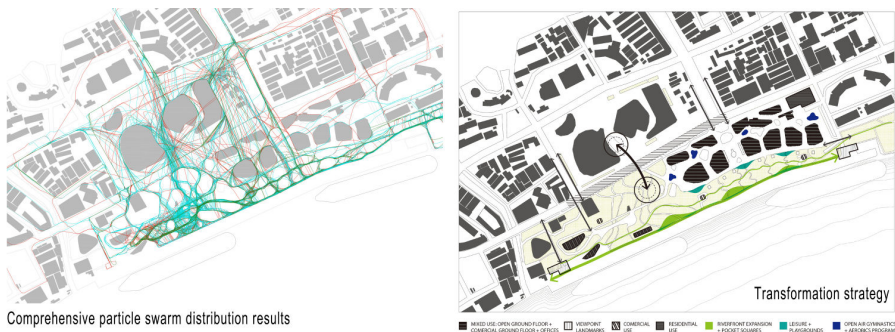 Comprehensive particle swarm distribution results
Transformation strategy
MIXED USE: OPEN GROUND FLOOR +
COMERCIAL GROUND FLOOR + OFFICES
VIEWPOINT
LANDMARKS
COMERCIAL
USE
RESIDENTIAL
USE
RIVERFRONT EXPANSION
+ POCKET SQUARES
LEISURE +
PLAYGROUNDS
OPEN AIR GYMNASTICS
+ AEROBICS PROGRAM